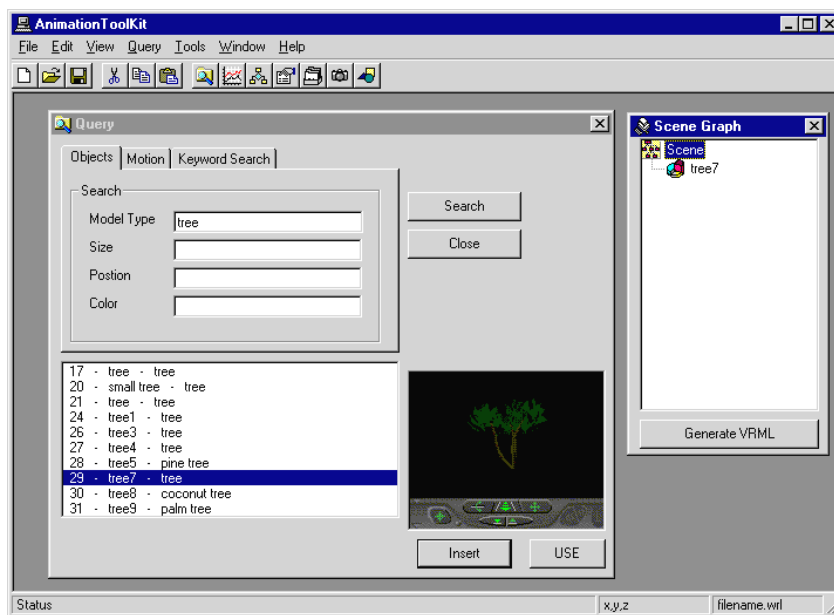 AnimationToolKit
File Edit View Query Tools Window Help
Query
Objects Motion Keyword Search
Search
Model Type tree
Size
Postion
Color
Search
Close
17 - tree - tree
20 - small tree - tree
21 - tree - tree
24 - tree1 - tree
26 - tree3 - tree
27 - tree4 - tree
28 - tree5 - pine tree
29 - tree7 - tree
30 - tree8 - coconut tree
31 - tree9 - palm tree
Insert USE
Scene Graph
Scene
tree7
Generate VRML
Status x,y,z filename.wrl